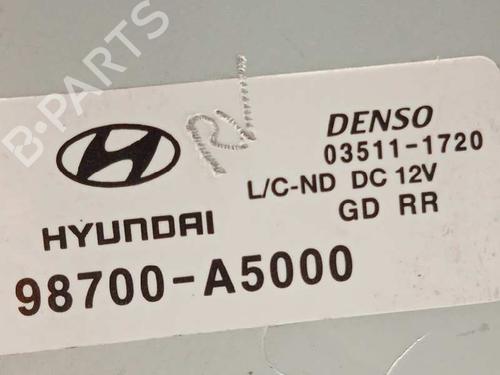 B-PARTS
HYUNDAI
98700-A5000
DENSO
03511-1720
L/C-ND DC 12V
GD RR